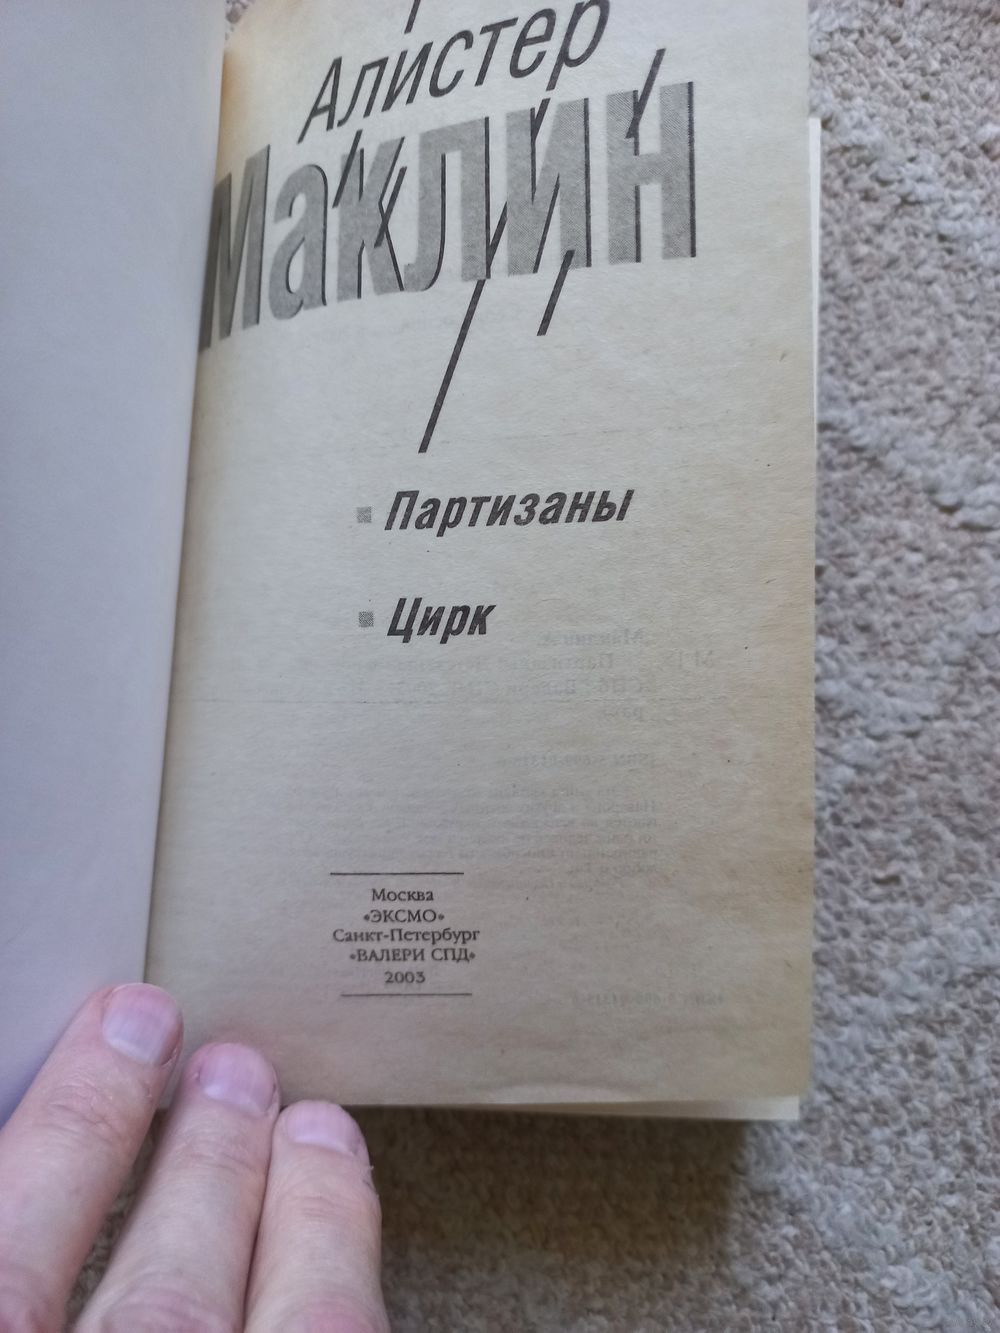 Алистер
Маклин
Партизаны
Цирк
Москва
«ЭКСМО»
Санкт-Петербург
«ВАЛЕРИ СПД»
2003